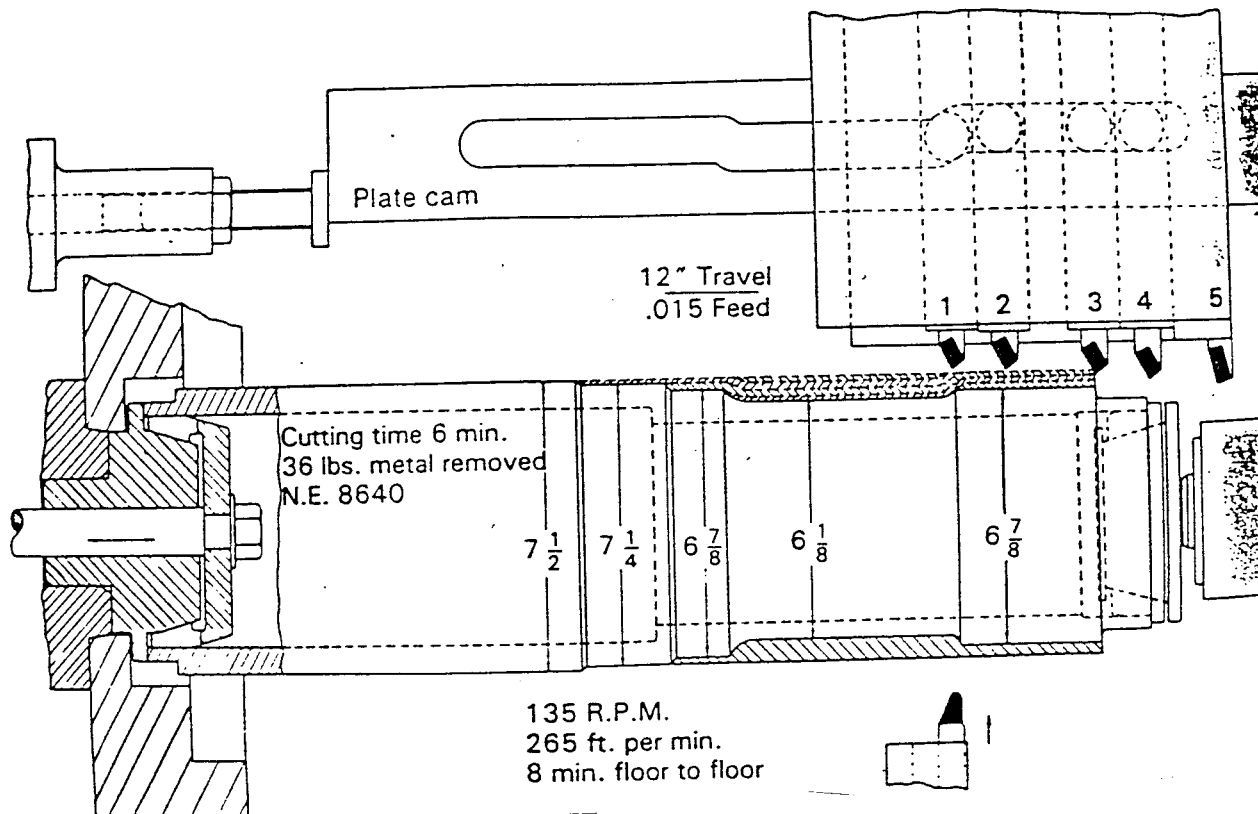 Plate cam
12" Travel
.015 Feed
1 2 3 4 5
Cutting time 6 min.
36 lbs. metal removed
N.E. 8640
7 1/2 7 1/4 6 7/8 6 1/8 6 7/8
135 R.P.M.
265 ft. per min.
8 min. floor to floor